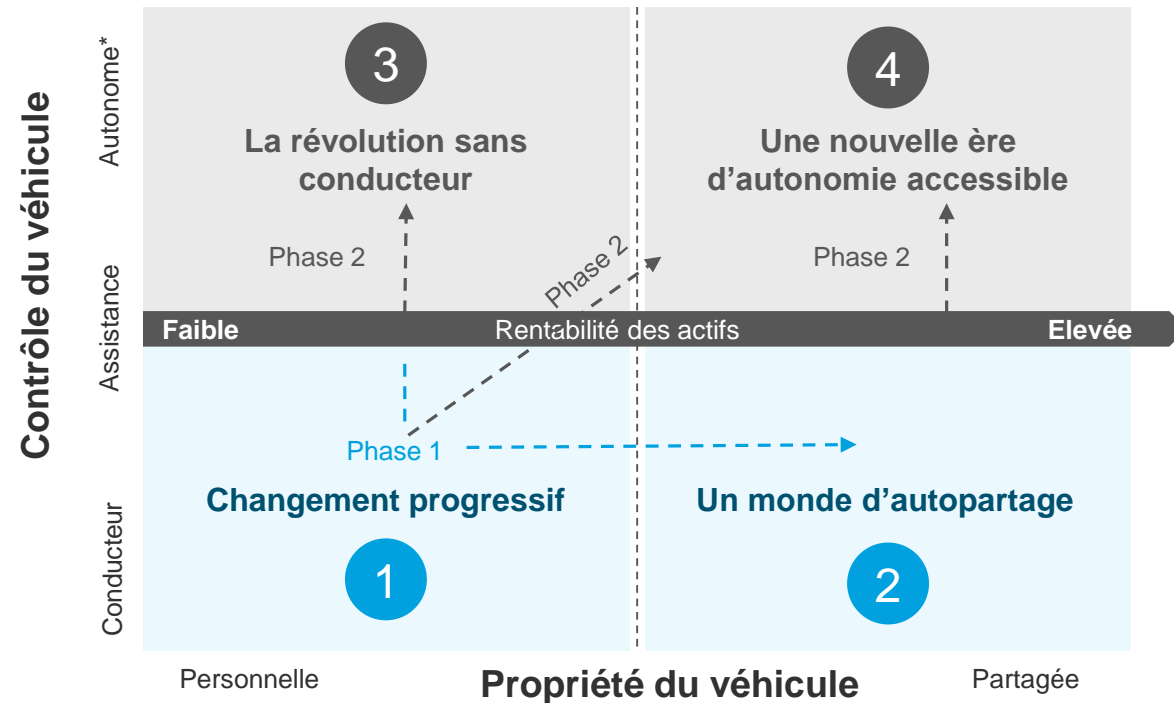 Contrôle du véhicule
Autonome*
Assistance
Conducteur
3
La révolution sans
conducteur
Phase 2
Phase 2
4
Une nouvelle ère
d’autonomie accessible
Phase 2
Faible
Rentabilité des actifs
Elevée
Phase 1
Changement progressif
1
Un monde d’autopartage
2
Personnelle
Propriété du véhicule
Partagée